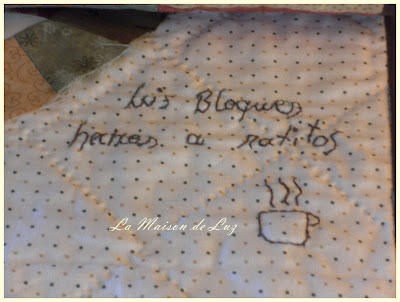 Los Bloques
hechos a ratitos
La Maison de Luz